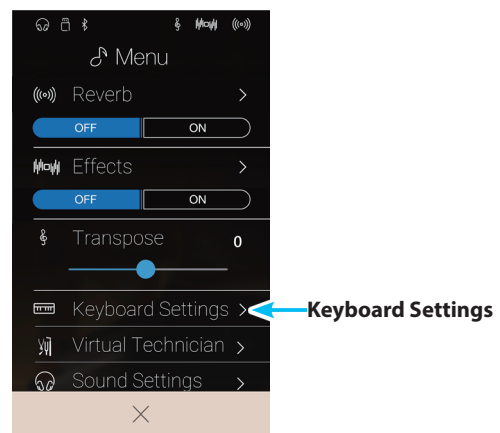 Menu
Reverb
OFF ON
Effects
OFF ON
Transpose 0
Keyboard Settings
Keyboard Settings
Virtual Technician
Sound Settings